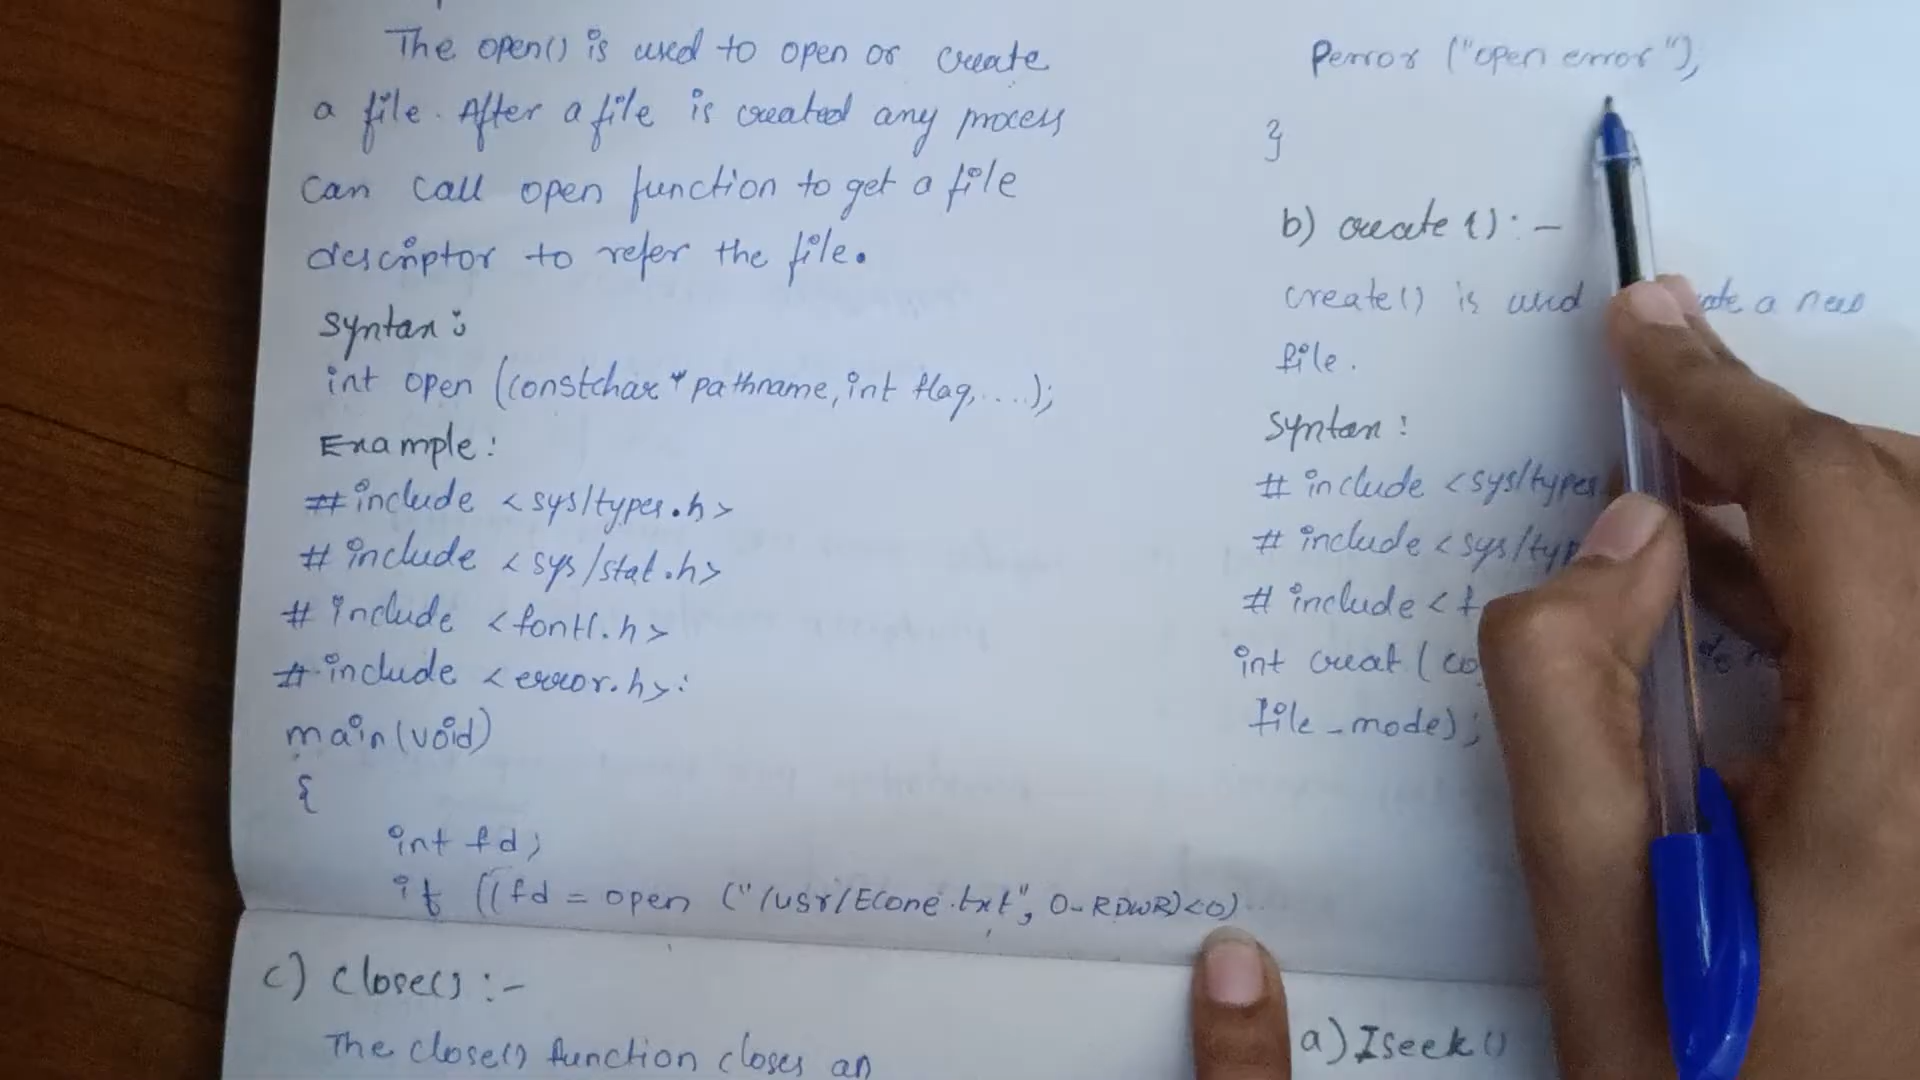 The open() is used to open or create
a file. After a file is created any process
can call open function to get a file
descriptor to refer the file.
Syntax:
int open (constchar * pathname, int flag, ....);
Example:
# include <sys/types.h>
# include <sys/stat.h>
# include <fontl.h>
# include <error.h>:
main(void)
{
int fd;
if ((fd = open ("/usr/Econe.txt", O-RDWR)<0)
c) close() :-
The close() function closes an
Perror ("open error"),
}
b) create () : -
create() is used a new
file.
Syntax :
# include <sys/types.
# include <sys/typ
# include <f
int creat ( co
file_mode);
a) Iseek()